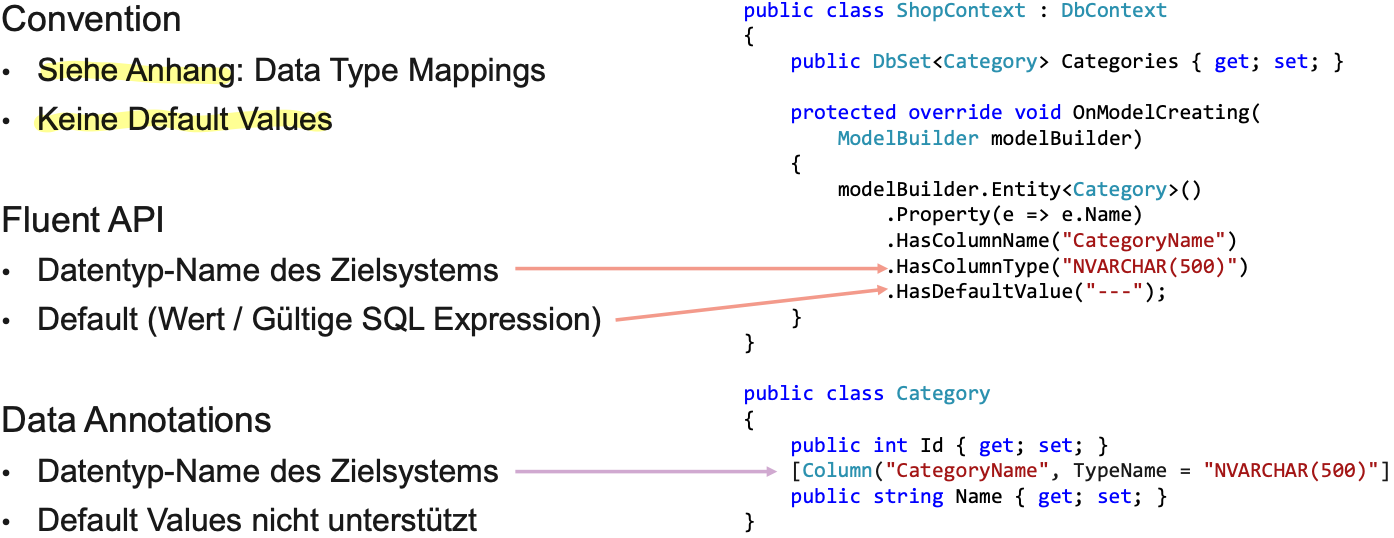 Convention
• Siehe Anhang: Data Type Mappings
• Keine Default Values
Fluent API
• Datentyp-Name des Zielsystems
• Default (Wert / Gültige SQL Expression)
Data Annotations
• Datentyp-Name des Zielsystems
• Default Values nicht unterstützt
public class ShopContext : DbContext
{
    public DbSet<Category> Categories { get; set; }
    protected override void OnModelCreating(
        ModelBuilder modelBuilder)
    {
        modelBuilder.Entity<Category>()
            .Property(e => e.Name)
            .HasColumnName("CategoryName")
            .HasColumnType("NVARCHAR(500)")
            .HasDefaultValue("---");
    }
}
public class Category
{
    public int Id { get; set; }
    [Column("CategoryName", TypeName = "NVARCHAR(500)"]
    public string Name { get; set; }
}